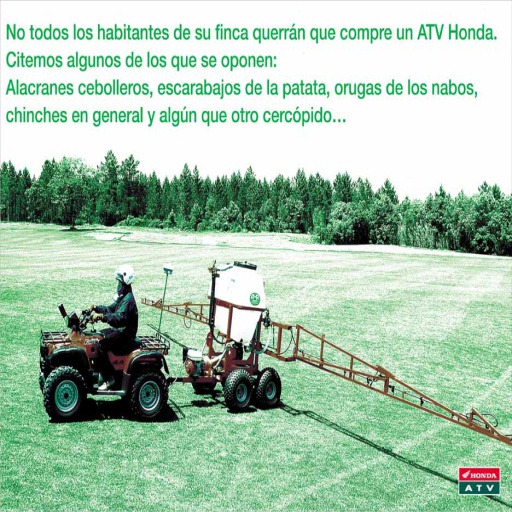 No todos los habitantes de su finca querrán que compre un ATV Honda.
Citemos algunos de los que se oponen:
Alacranes cebolleros, escarabajos de la patata, orugas de los nabos,
chinches en general y algún que otro cercópido...
HONDA
ATV